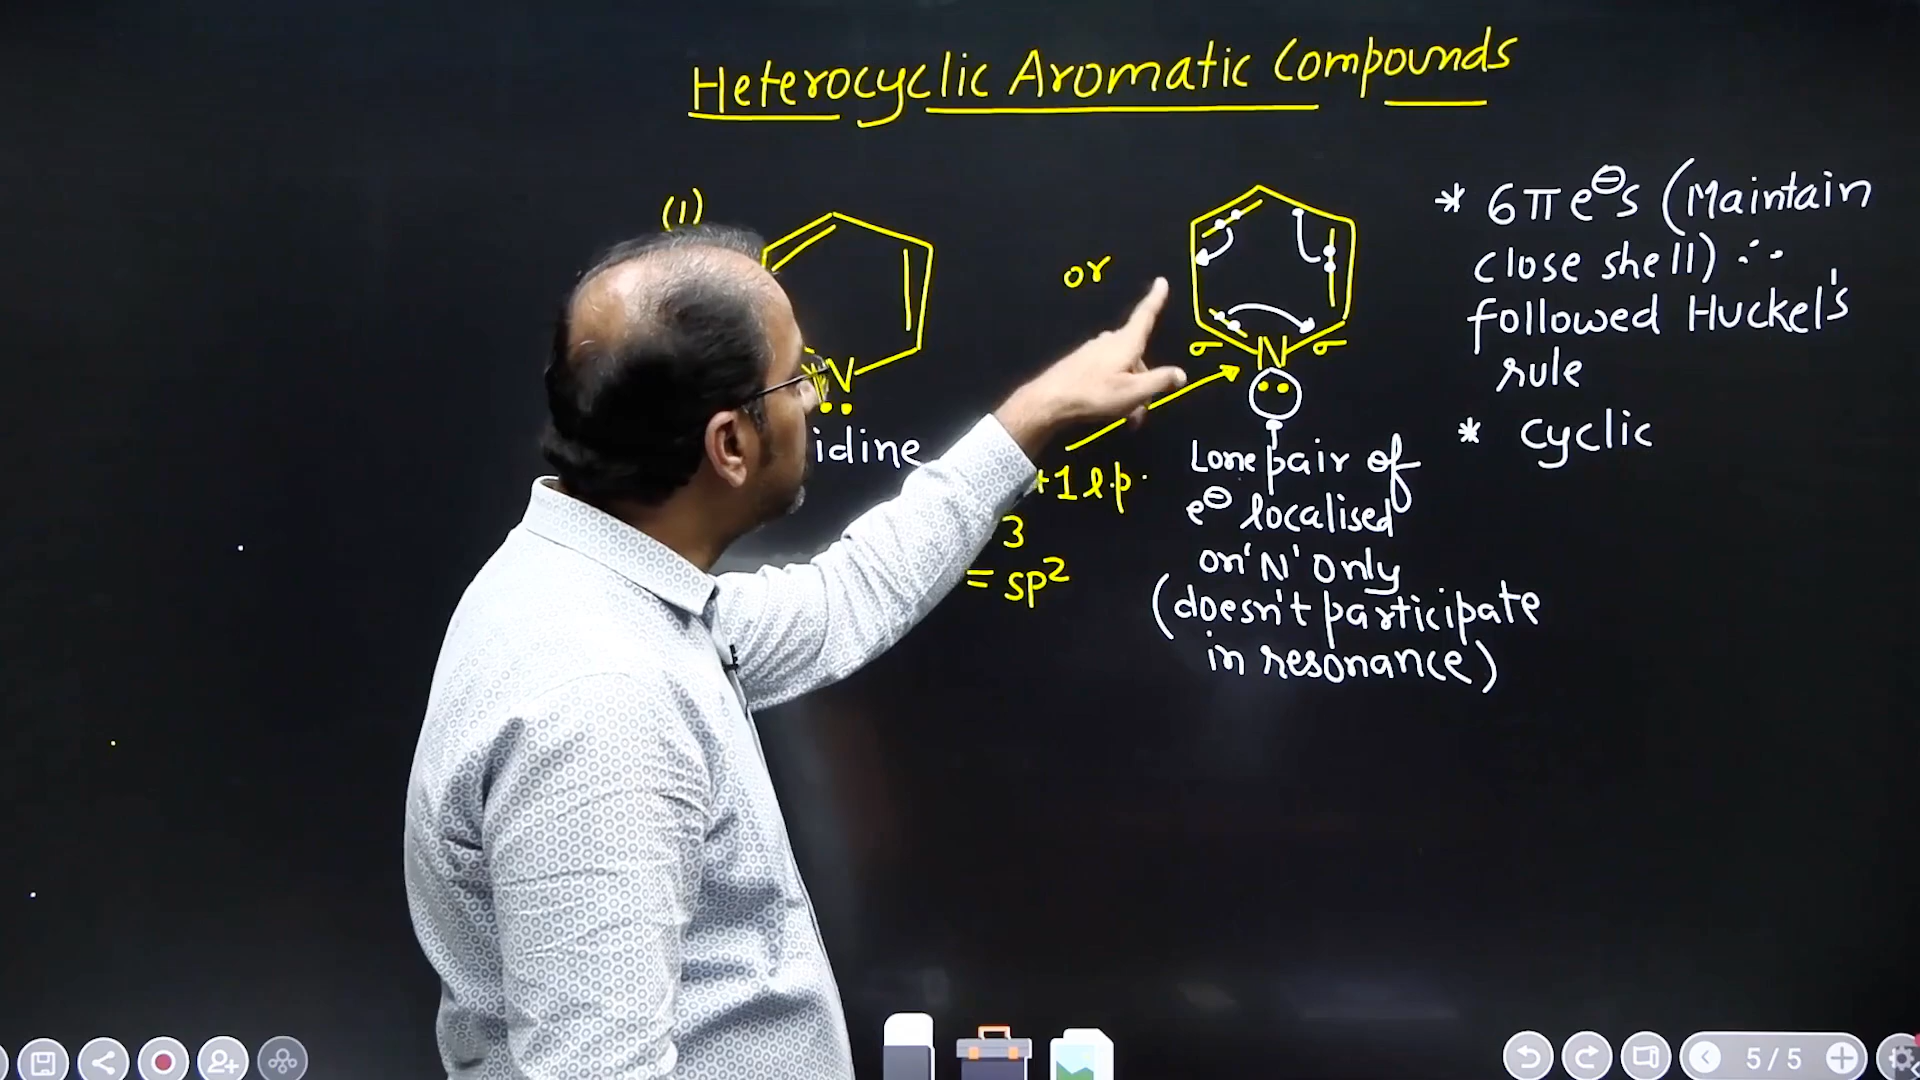 Heterocyclic Aromatic Compounds
(1)
or
N
idine
+1 l.p.
3
= sp²
σ N σ
Lone pair of
e⊖ localised
on 'N' only
(doesn't participate
in resonance)
* 6π e⊖s (Maintain
close shell) ∴
followed Huckel's
rule
* cyclic
5/5